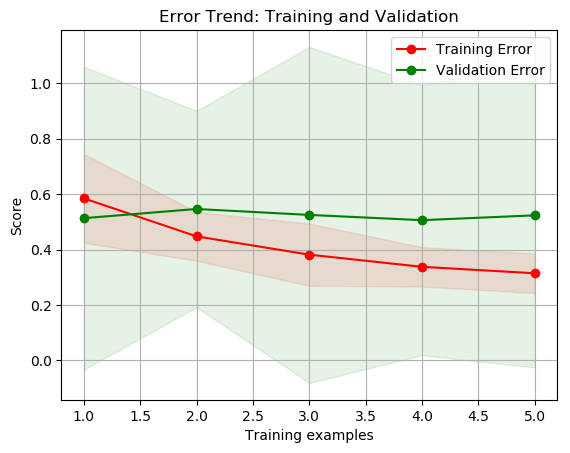 Error Trend: Training and Validation
Training Error
Validation Error
Score
1.0
0.8
0.6
0.4
0.2
0.0
1.0 1.5 2.0 2.5 3.0 3.5 4.0 4.5 5.0
Training examples